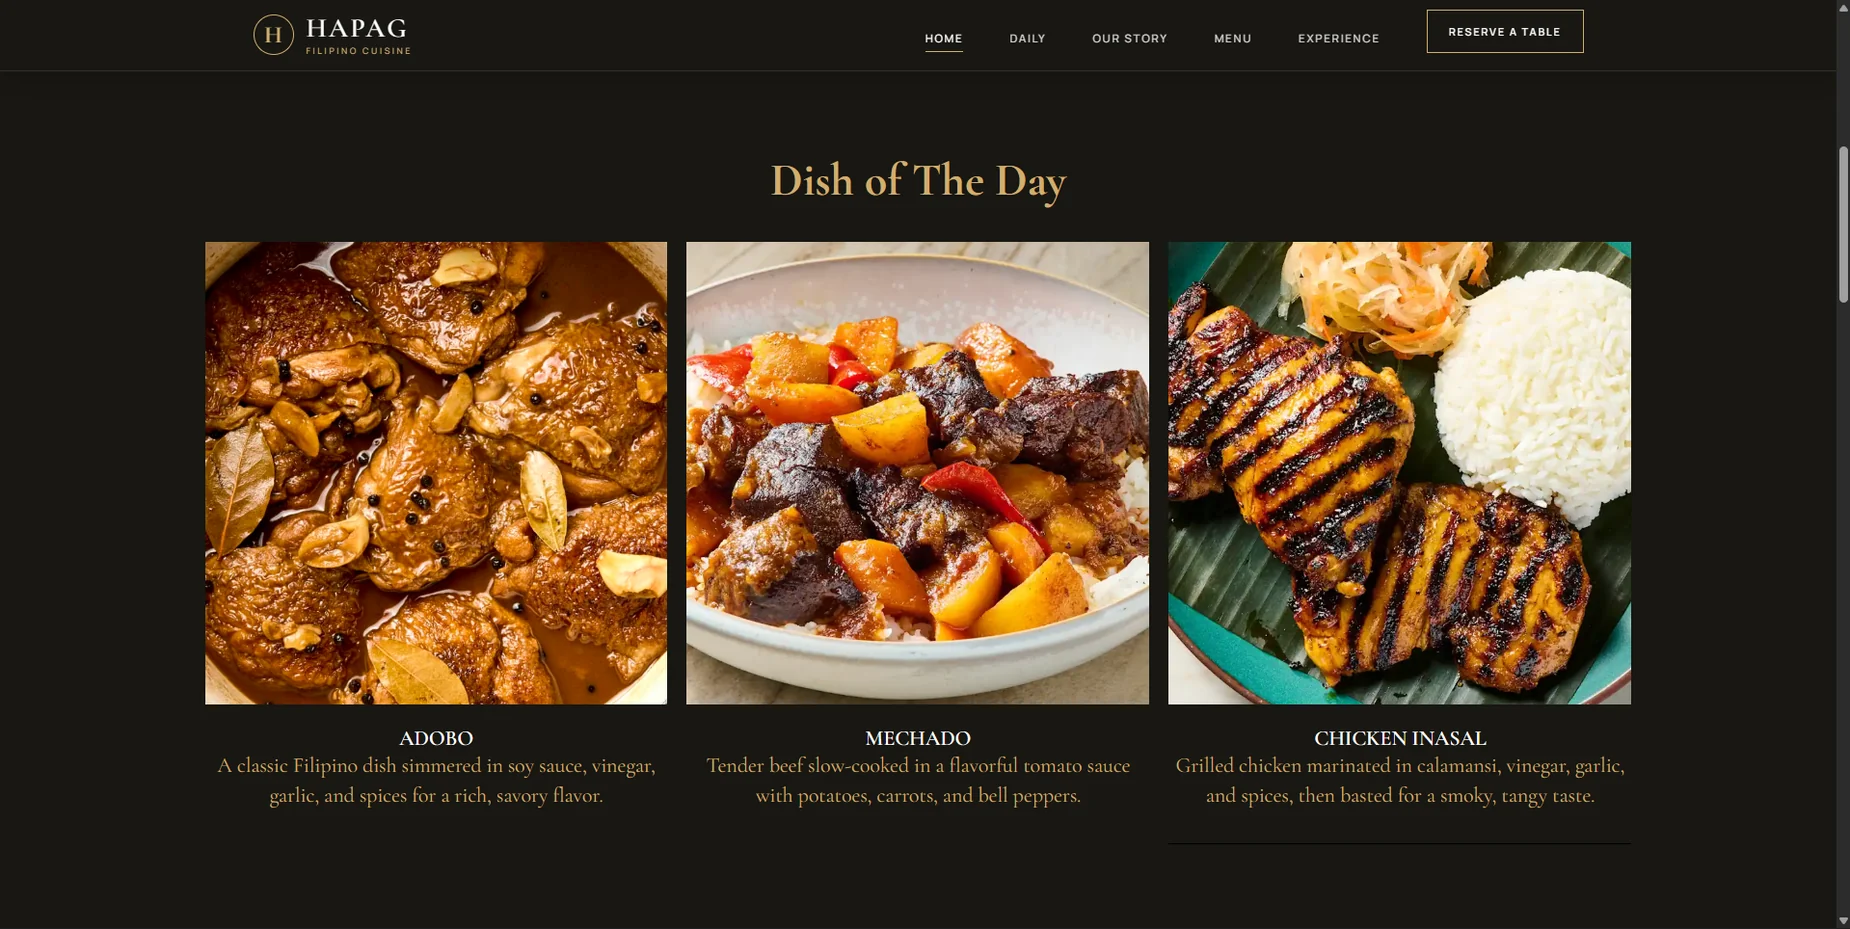 H
HAPAG
FILIPINO CUISINE
HOME
DAILY
OUR STORY
MENU
EXPERIENCE
RESERVE A TABLE
Dish of The Day
ADOBO
A classic Filipino dish simmered in soy sauce, vinegar,
garlic, and spices for a rich, savory flavor.
MECHADO
Tender beef slow-cooked in a flavorful tomato sauce
with potatoes, carrots, and bell peppers.
CHICKEN INASAL
Grilled chicken marinated in calamansi, vinegar, garlic,
and spices, then basted for a smoky, tangy taste.